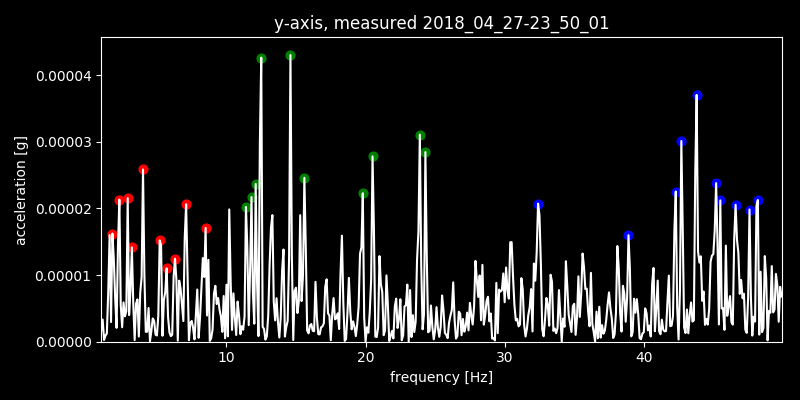 y-axis, measured 2018_04_27-23_50_01
0.00004
0.00003
0.00002
0.00001
0.00000
acceleration [g]
10 20 30 40
frequency [Hz]